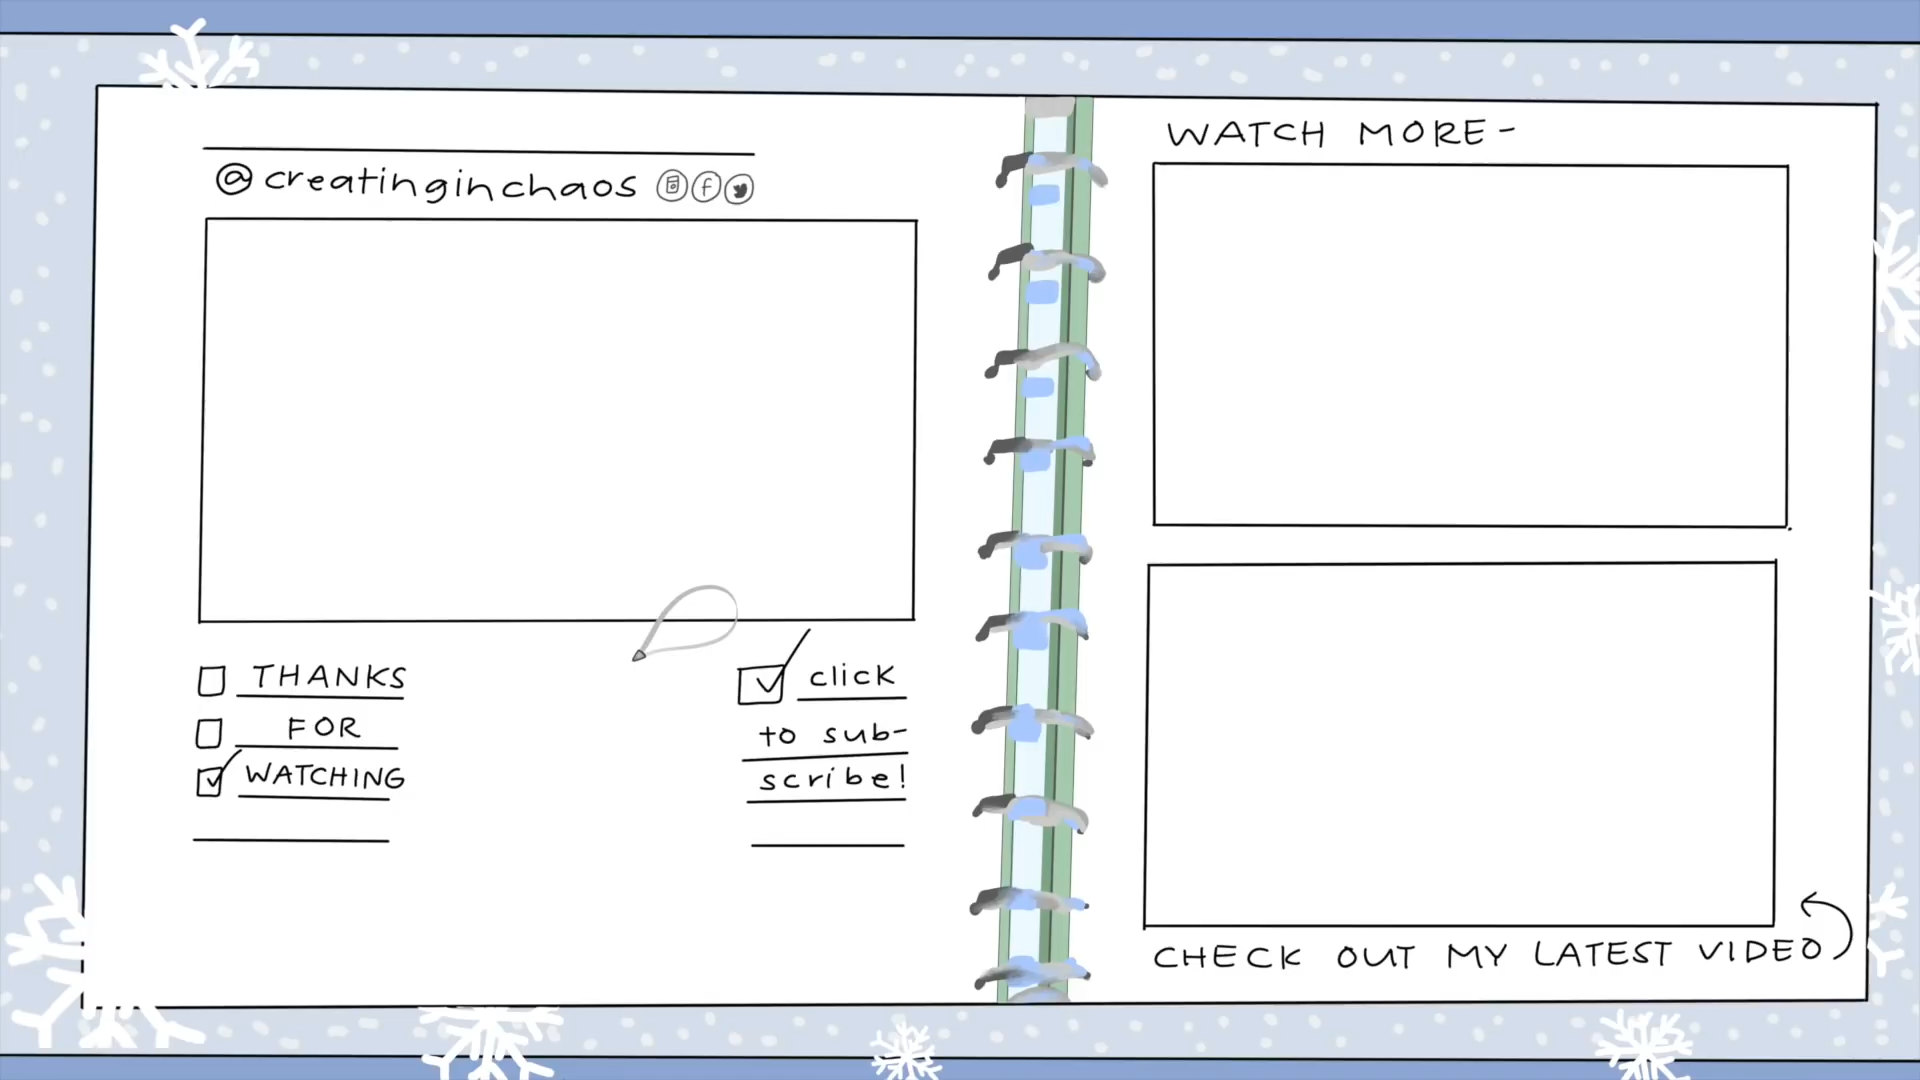 @creatinginchaos
THANKS
FOR
WATCHING
click
to sub-
scribe!
WATCH MORE-
CHECK OUT MY LATEST VIDEO